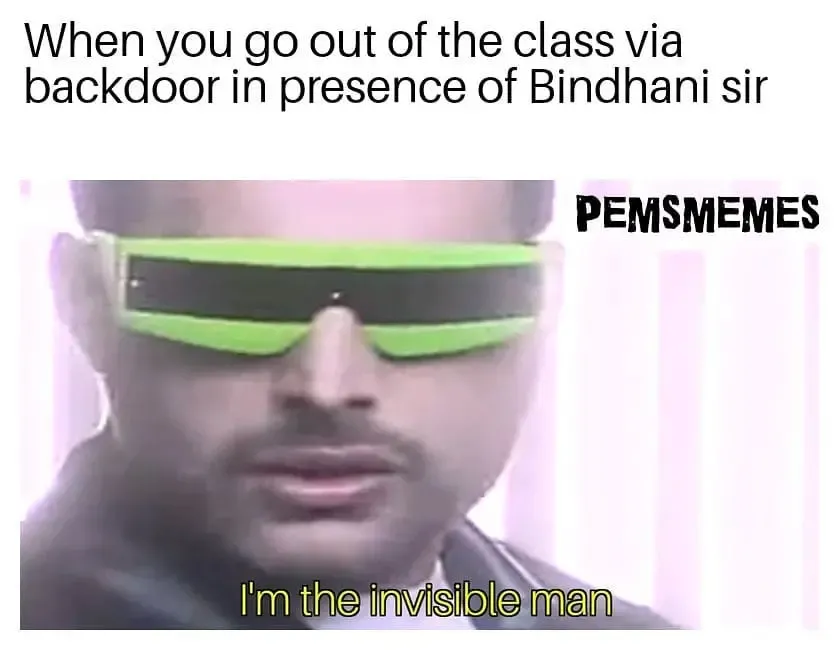 When you go out of the class via
backdoor in presence of Bindhani sir
PEMSMEMES
I'm the invisible man